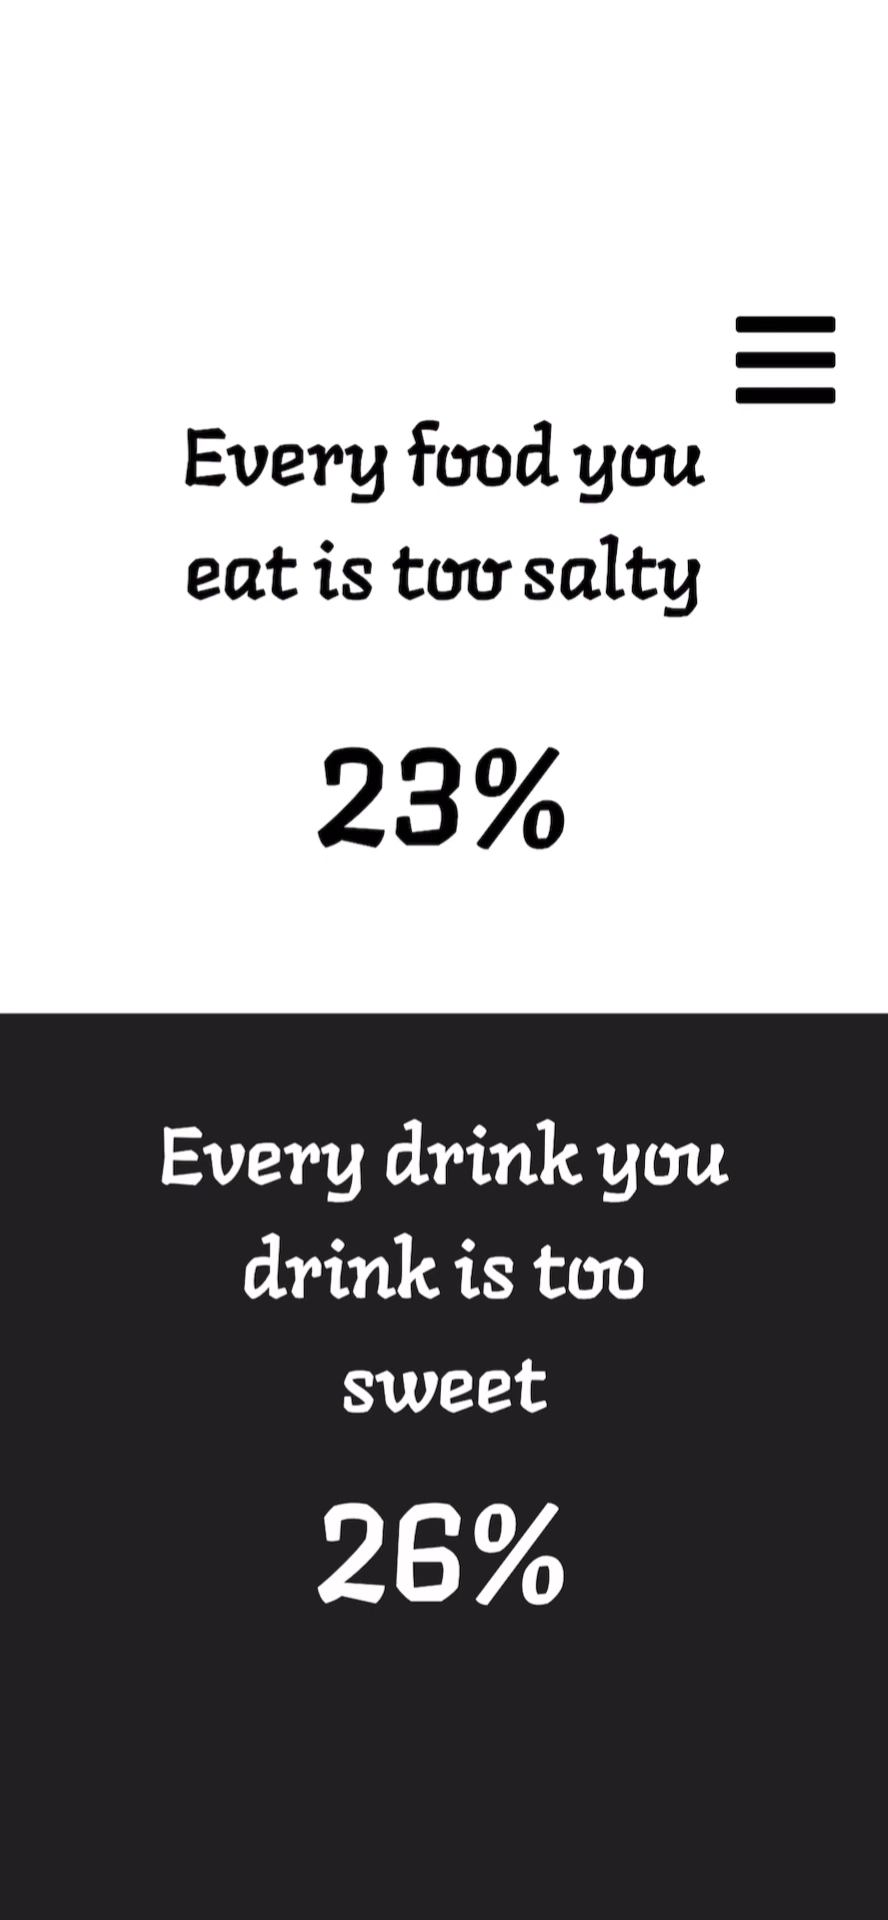 Every food you
eat is too salty
23%
Every drink you
drink is too
sweet
26%